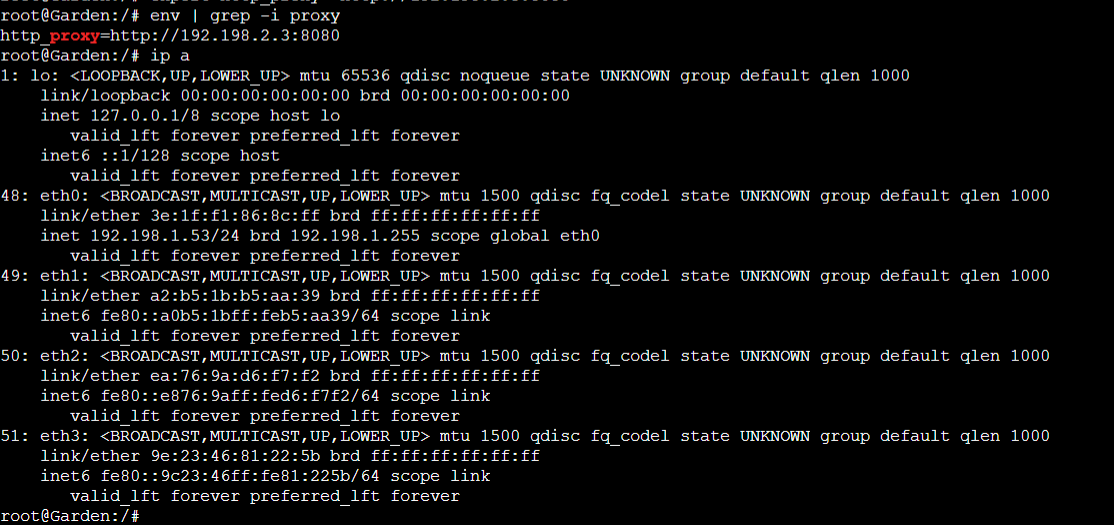 root@Garden:/# env | grep -i proxy
http_proxy=http://192.198.2.3:8080
root@Garden:/# ip a
1: lo: <LOOPBACK,UP,LOWER_UP> mtu 65536 qdisc noqueue state UNKNOWN group default qlen 1000
    link/loopback 00:00:00:00:00:00 brd 00:00:00:00:00:00
    inet 127.0.0.1/8 scope host lo
       valid_lft forever preferred_lft forever
    inet6 ::1/128 scope host
       valid_lft forever preferred_lft forever
48: eth0: <BROADCAST,MULTICAST,UP,LOWER_UP> mtu 1500 qdisc fq_codel state UNKNOWN group default qlen 1000
    link/ether 3e:1f:f1:86:8c:ff brd ff:ff:ff:ff:ff:ff
    inet 192.198.1.53/24 brd 192.198.1.255 scope global eth0
       valid_lft forever preferred_lft forever
49: eth1: <BROADCAST,MULTICAST,UP,LOWER_UP> mtu 1500 qdisc fq_codel state UNKNOWN group default qlen 1000
    link/ether a2:b5:1b:b5:aa:39 brd ff:ff:ff:ff:ff:ff
    inet6 fe80::a0b5:1bff:feb5:aa39/64 scope link
       valid_lft forever preferred_lft forever
50: eth2: <BROADCAST,MULTICAST,UP,LOWER_UP> mtu 1500 qdisc fq_codel state UNKNOWN group default qlen 1000
    link/ether ea:76:9a:d6:f7:f2 brd ff:ff:ff:ff:ff:ff
    inet6 fe80::e876:9aff:fed6:f7f2/64 scope link
       valid_lft forever preferred_lft forever
51: eth3: <BROADCAST,MULTICAST,UP,LOWER_UP> mtu 1500 qdisc fq_codel state UNKNOWN group default qlen 1000
    link/ether 9e:23:46:81:22:5b brd ff:ff:ff:ff:ff:ff
    inet6 fe80::9c23:46ff:fe81:225b/64 scope link
       valid_lft forever preferred_lft forever
root@Garden:/#